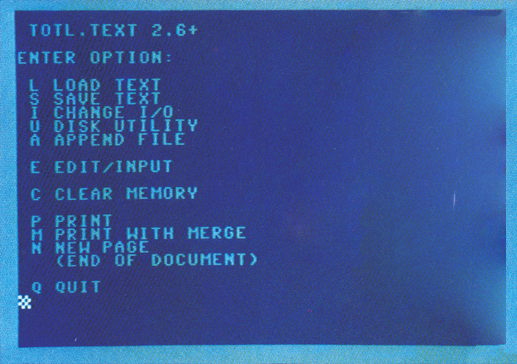 TOTL.TEXT 2.6+
ENTER OPTION:
L LOAD TEXT
S SAVE TEXT
I CHANGE I/O
U DISK UTILITY
A APPEND FILE
E EDIT/INPUT
C CLEAR MEMORY
P PRINT
M PRINT WITH MERGE
N NEW PAGE
(END OF DOCUMENT)
Q QUIT